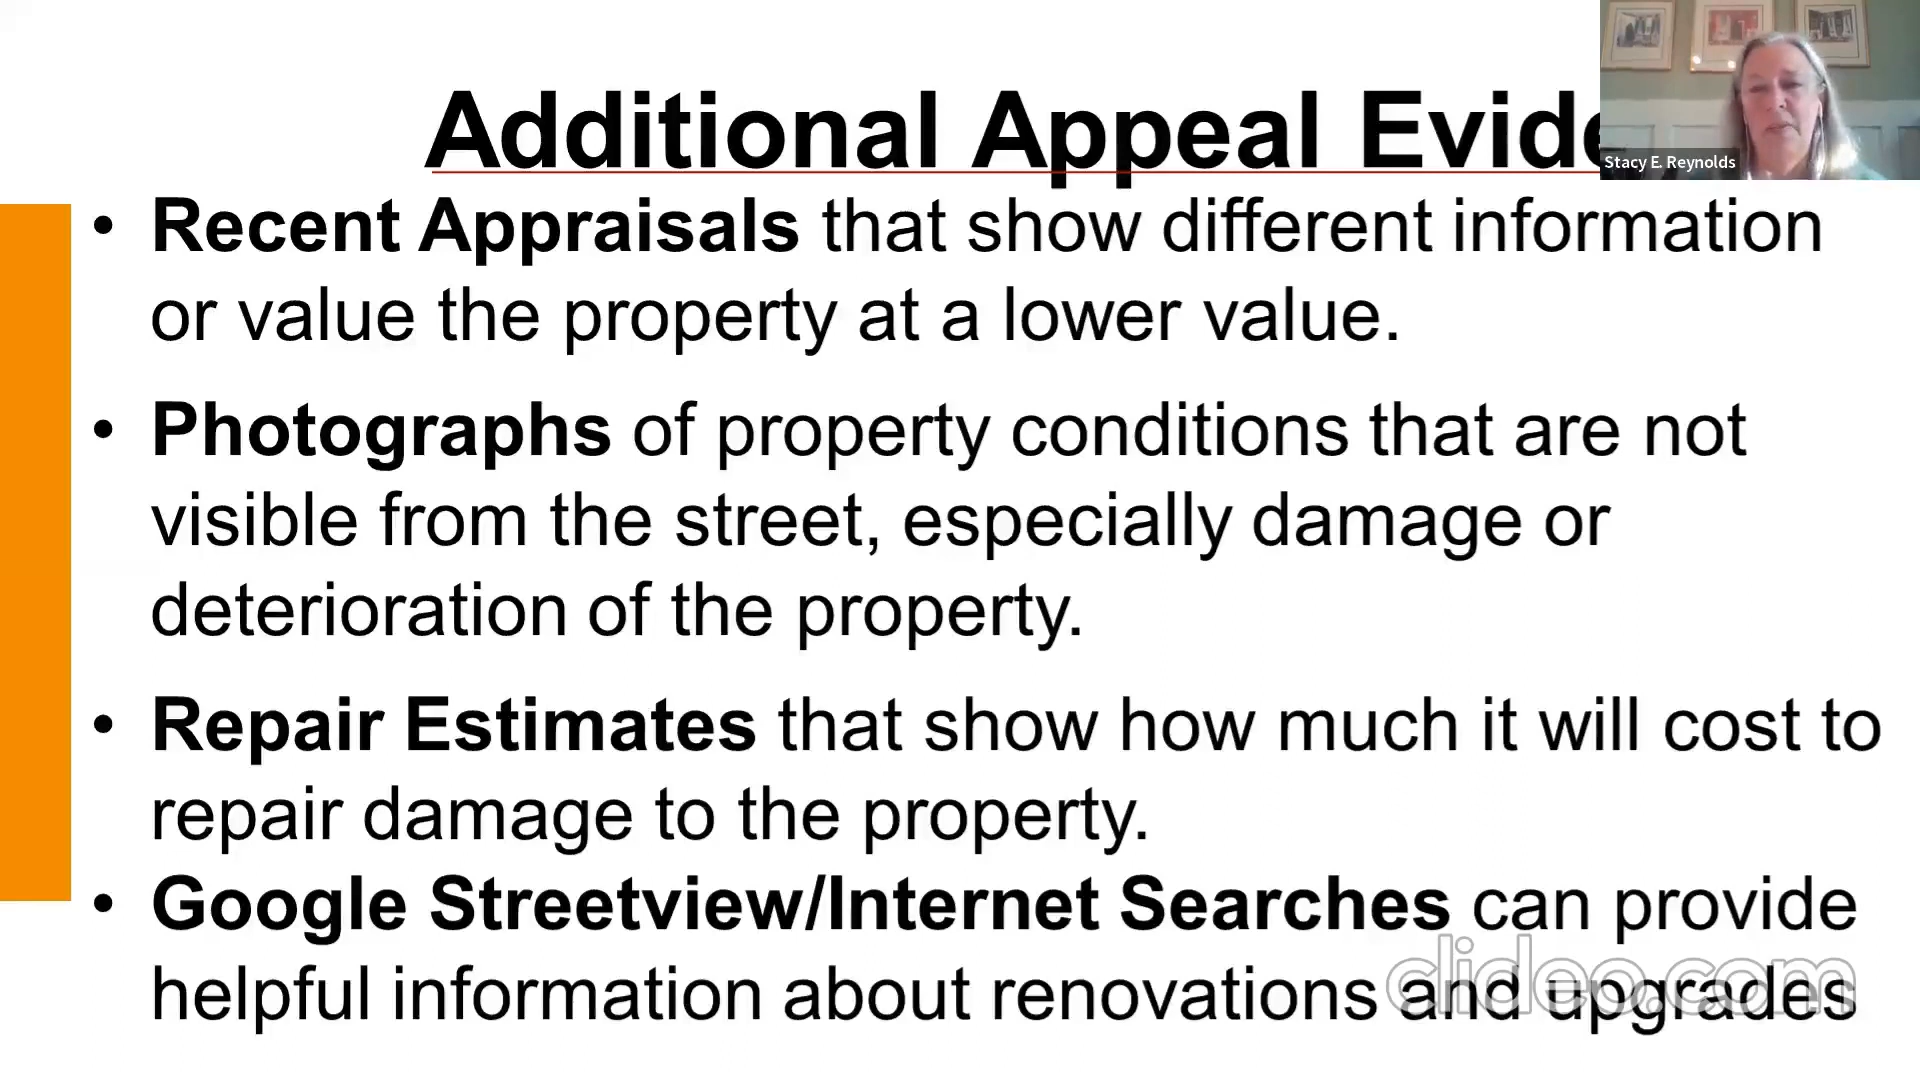 Additional Appeal Evide
Stacy E. Reynolds
• Recent Appraisals that show different information
or value the property at a lower value.
• Photographs of property conditions that are not
visible from the street, especially damage or
deterioration of the property.
• Repair Estimates that show how much it will cost to
repair damage to the property.
• Google Streetview/Internet Searches can provide
helpful information about renovations and upgrades
clideo.com